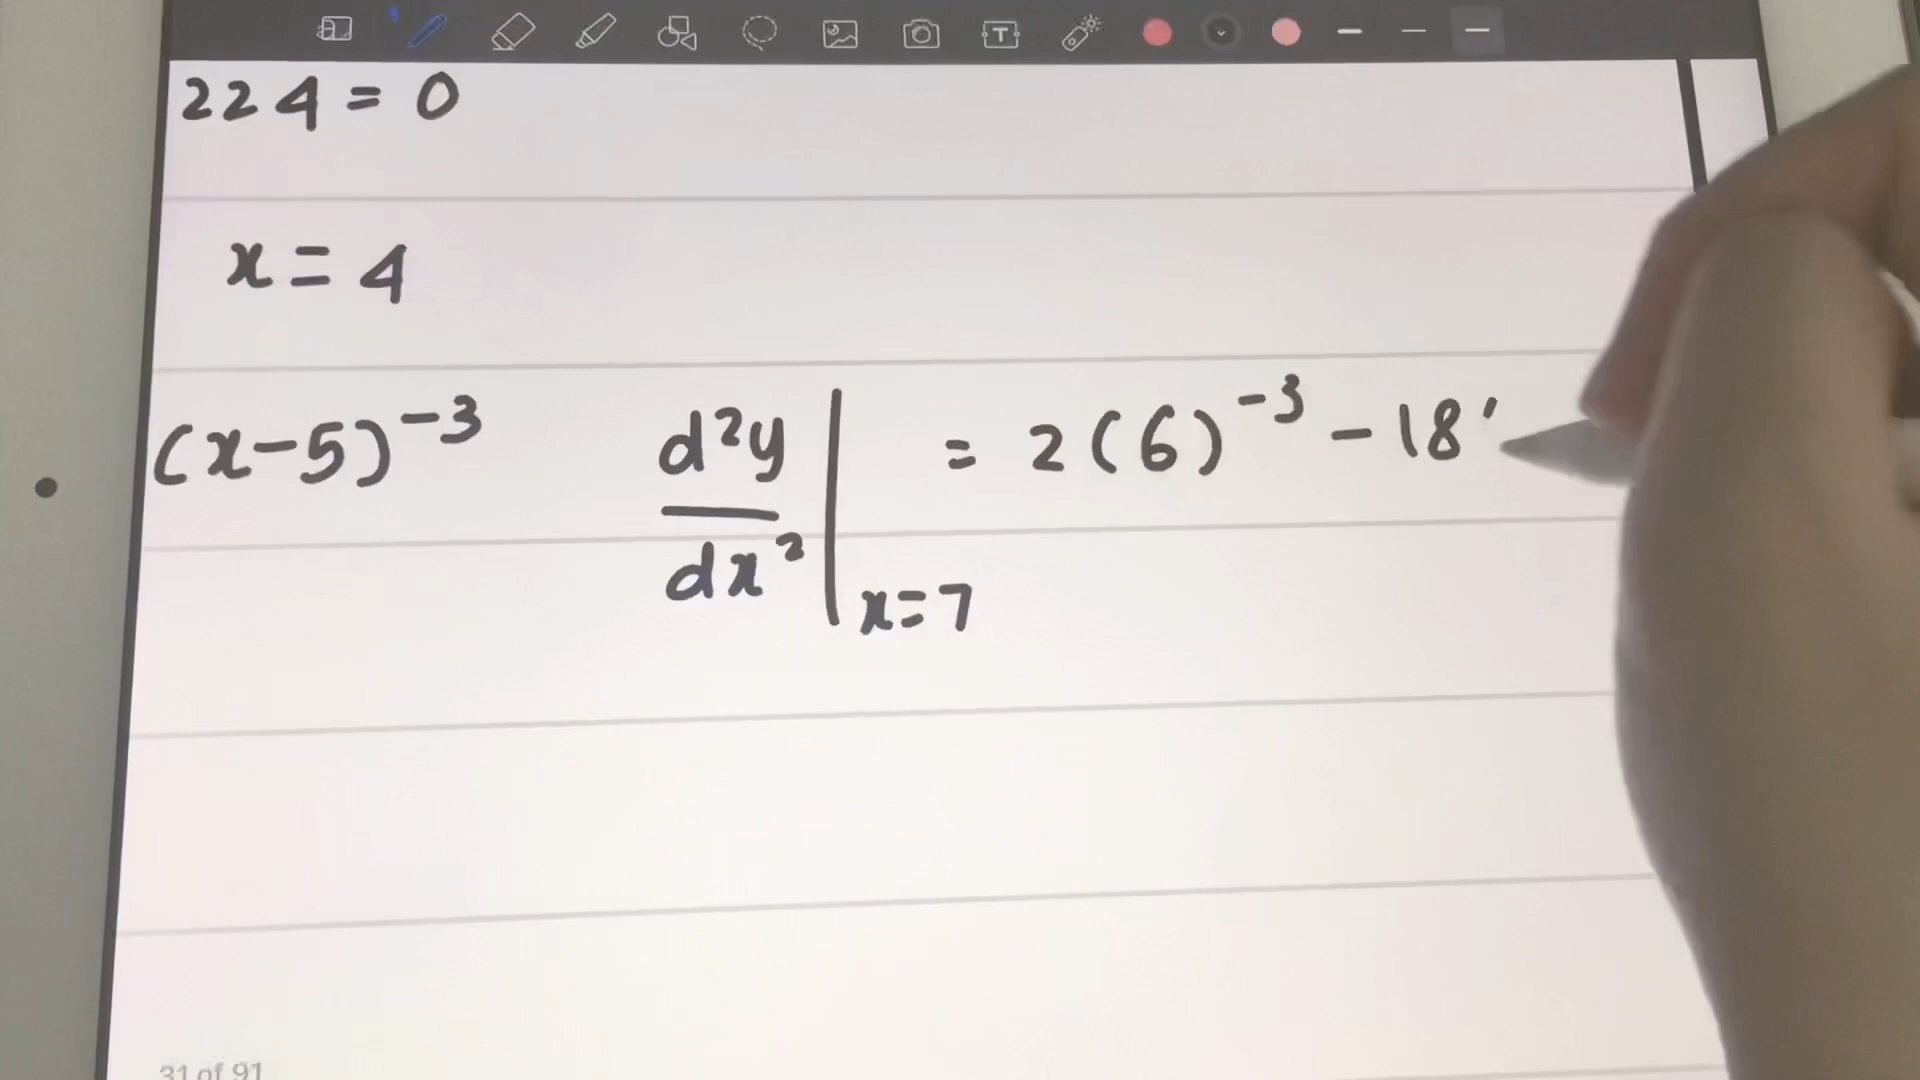 224 = 0
x = 4
(x-5)⁻³ d²y/dx² | x=7 = 2(6)⁻³ - 18
31 of 91